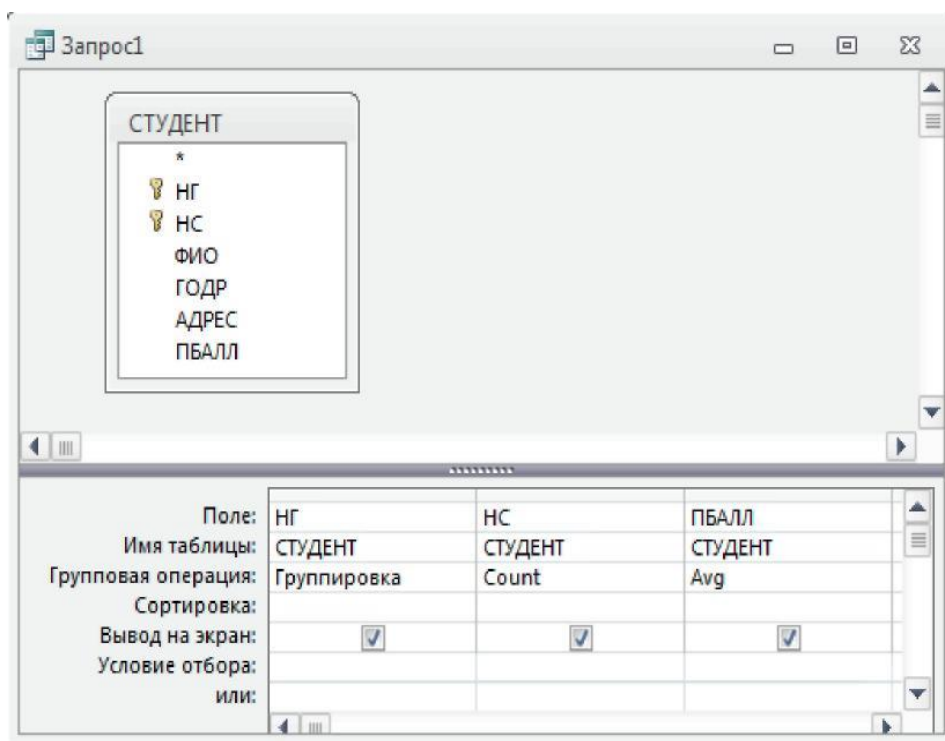 Запрос1
СТУДЕНТ
*
НГ
НС
ФИО
ГОДР
АДРЕС
ПБАЛЛ
Поле: НГ НС ПБАЛЛ
Имя таблицы: СТУДЕНТ СТУДЕНТ СТУДЕНТ
Групповая операция: Группировка Count Avg
Сортировка:
Вывод на экран:
Условие отбора:
или: